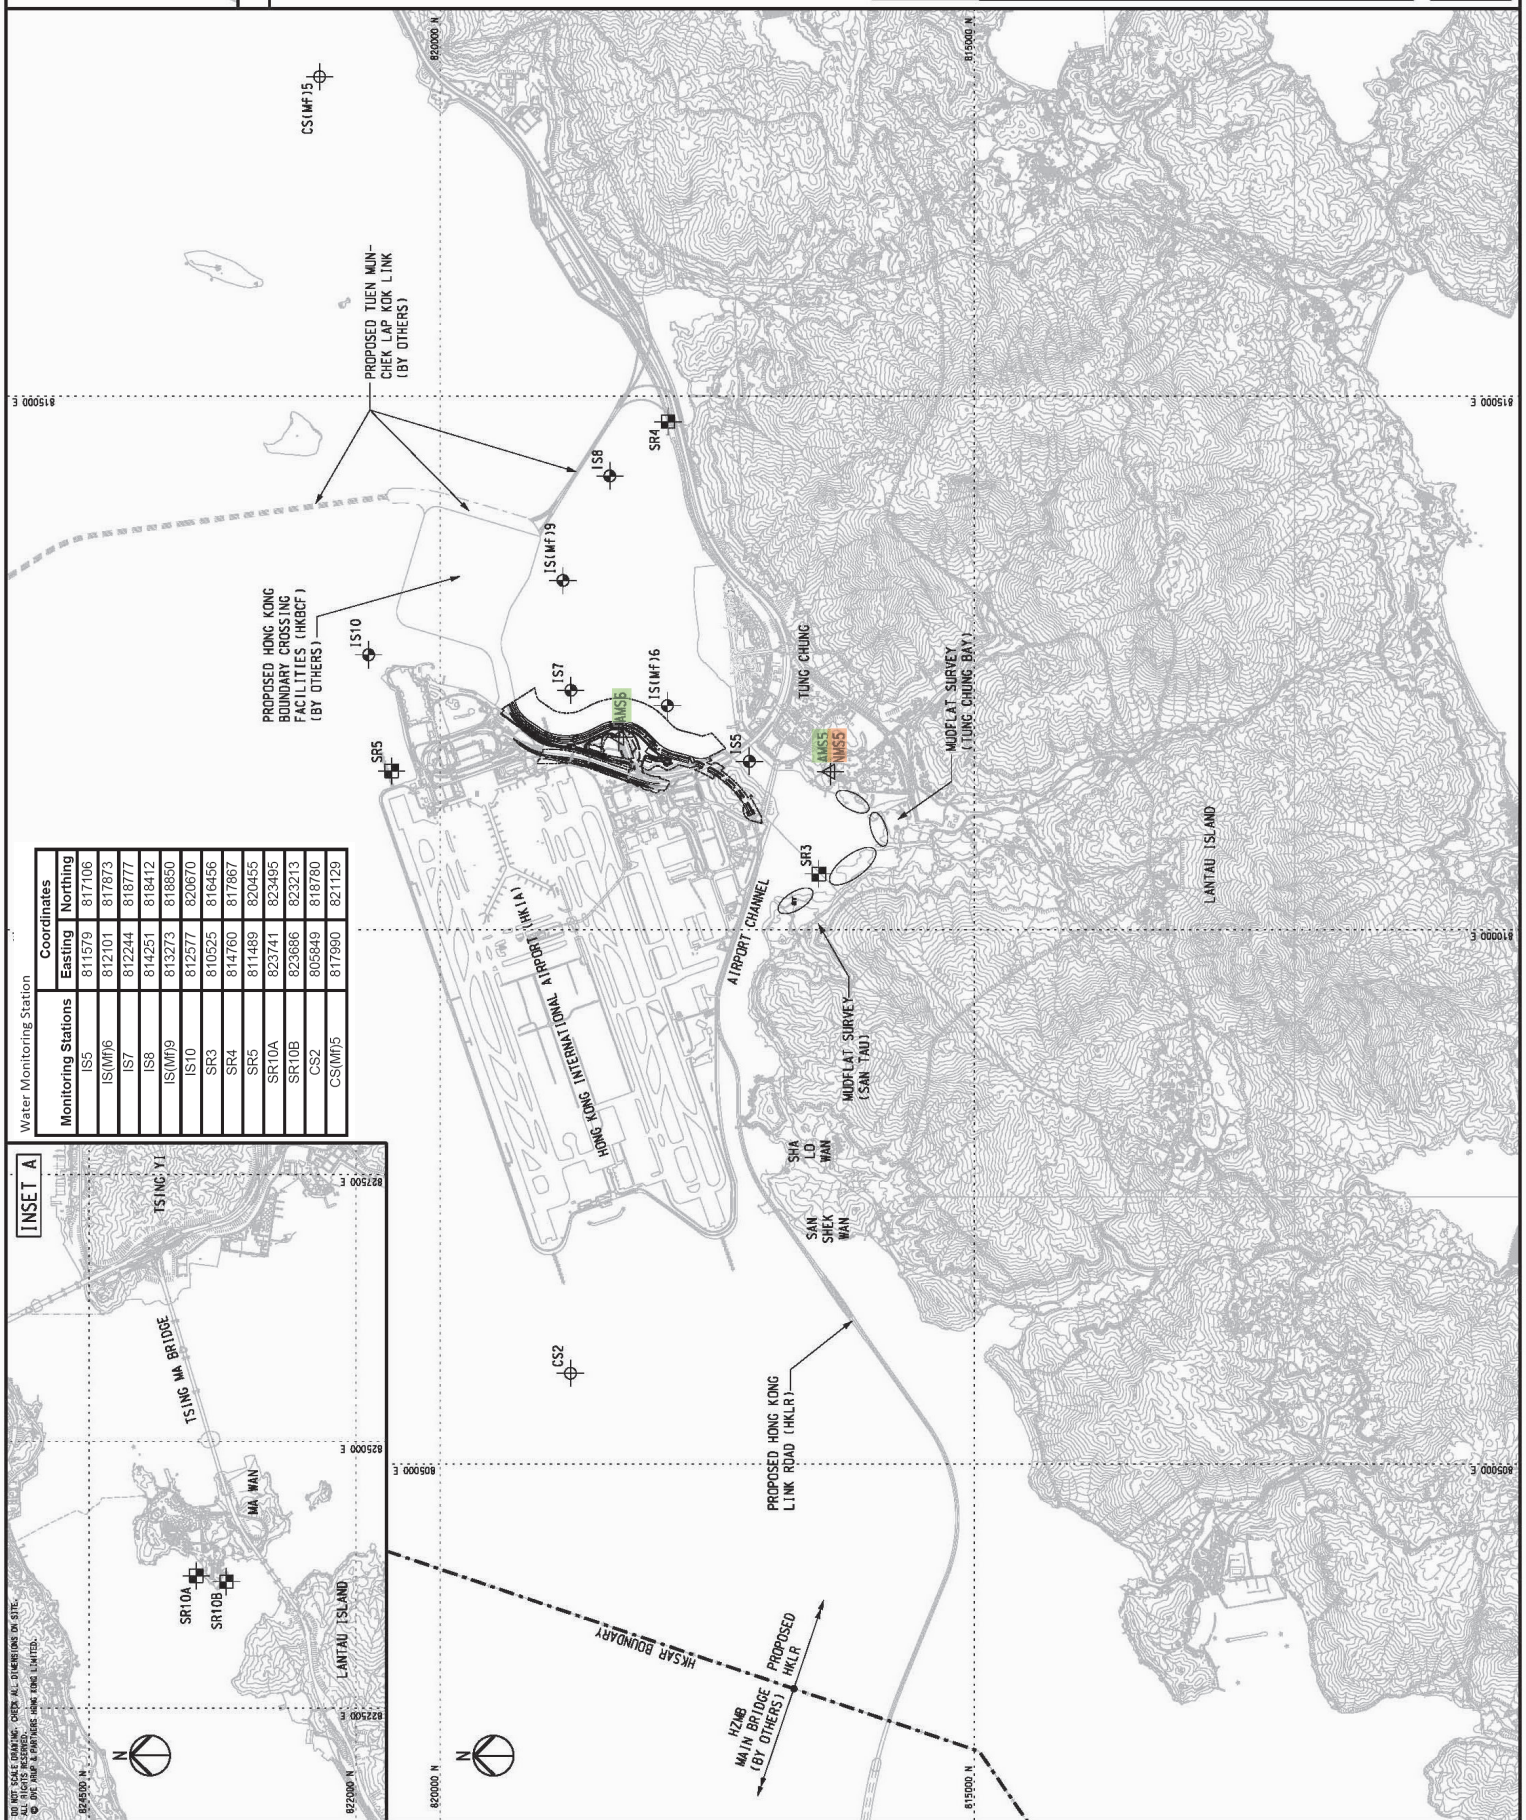 DO NOT SCALE DRAWING. CHECK ALL DIMENSIONS ON SITE.
ALL RIGHTS RESERVED.
© OVE ARUP & PARTNERS HONG KONG LIMITED.
INSET A
N
824500 N
822000 N
822500 E
825000 E
827500 E
TSING YI
TSING MA BRIDGE
MA WAN
SR10A
SR10B
LANTAU ISLAND
Water Monitoring Station
Monitoring Stations Coordinates
Easting Northing
IS5 811579 817106
IS(Mf)6 812101 817873
IS7 812244 818777
IS8 814251 818412
IS(Mf)9 813273 818850
IS10 812577 820670
SR3 810525 816456
SR4 814760 817867
SR5 811489 820455
SR10A 823741 823495
SR10B 823686 823213
CS2 805849 818780
CS(Mf)5 817990 821129
N
820000 N
815000 N
820000 N
815000 N
805000 E
805000 E
810000 E
815000 E
815000 E
CS(Mf)5
PROPOSED TUEN MUN-
CHEK LAP KOK LINK
(BY OTHERS)
PROPOSED HONG KONG
BOUNDARY CROSSING
FACILITIES (HKBCF)
(BY OTHERS)
IS10
SR5
IS(Mf)9
IS8
SR4
IS7
AMS6
IS(Mf)6
IS5
AMS5
NMS5
TUNG CHUNG
MUDFLAT SURVEY
(TUNG CHUNG BAY)
SR3
HONG KONG INTERNATIONAL AIRPORT (HKIA)
AIRPORT CHANNEL
MUDFLAT SURVEY
(SAN TAU)
LANTAU ISLAND
SHA
LO
WAN
SAN
SHEK
WAN
CS2
PROPOSED HONG KONG
LINK ROAD (HKLR)
HKSAR BOUNDARY
HZMB
MAIN BRIDGE
(BY OTHERS)
PROPOSED
HKLR